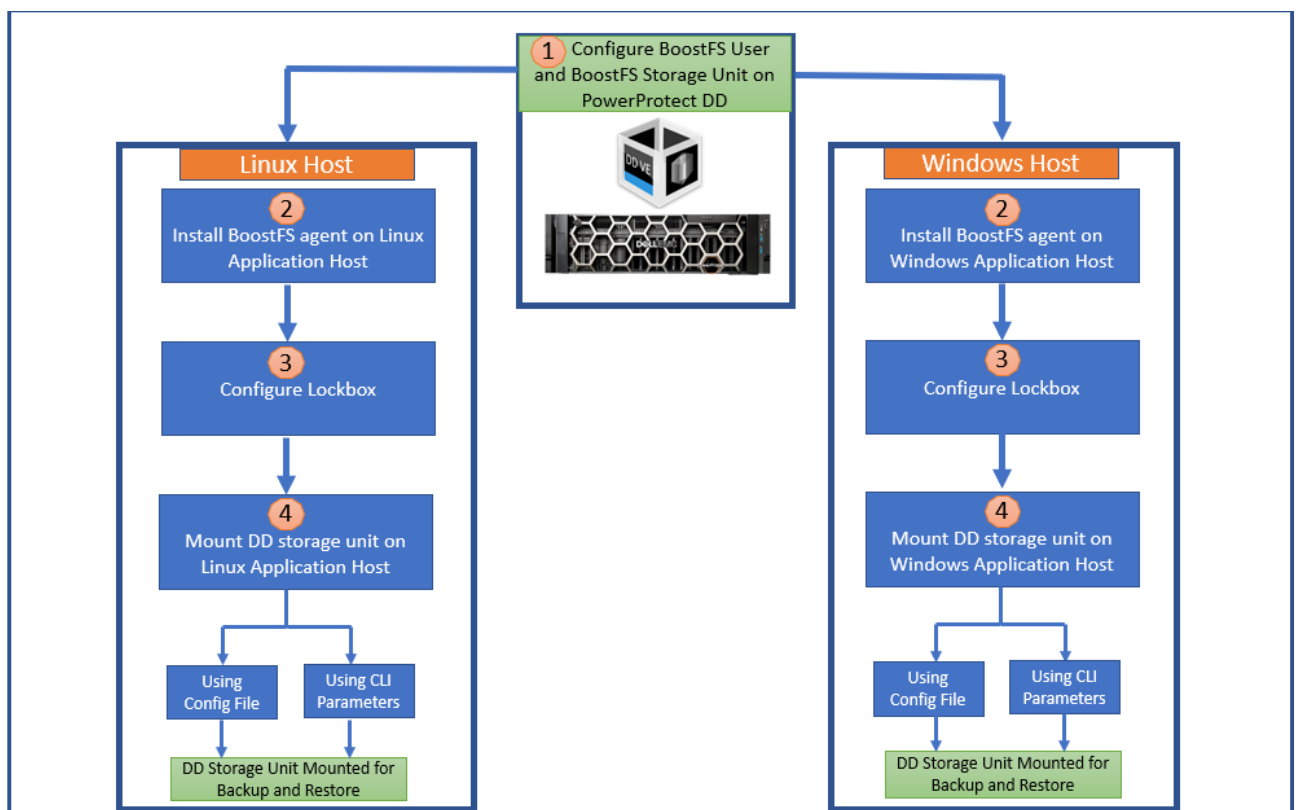 1 Configure BoostFS User
and BoostFS Storage Unit on
PowerProtect DD
DD VE
DELL EMC
Linux Host
2
Install BoostFS agent on Linux
Application Host
3
Configure Lockbox
4
Mount DD storage unit on
Linux Application Host
Using
Config File
Using CLI
Parameters
DD Storage Unit Mounted for
Backup and Restore
Windows Host
2
Install BoostFS agent on
Windows Application Host
3
Configure Lockbox
4
Mount DD storage unit on
Windows Application Host
Using
Config File
Using CLI
Parameters
DD Storage Unit Mounted for
Backup and Restore